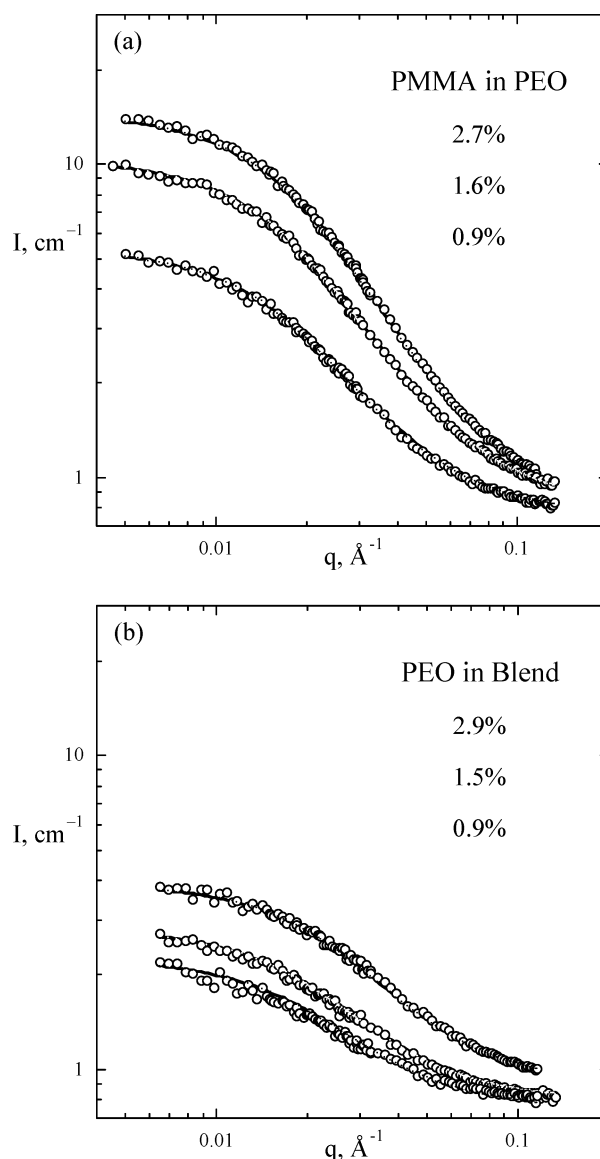 (a)
PMMA in PEO
2.7%
10
1.6%
I, cm⁻¹
0.9%
1
0.01
0.1
q, Å⁻¹
(b)
PEO in Blend
2.9%
10
1.5%
I, cm⁻¹
0.9%
1
0.01
0.1
q, Å⁻¹